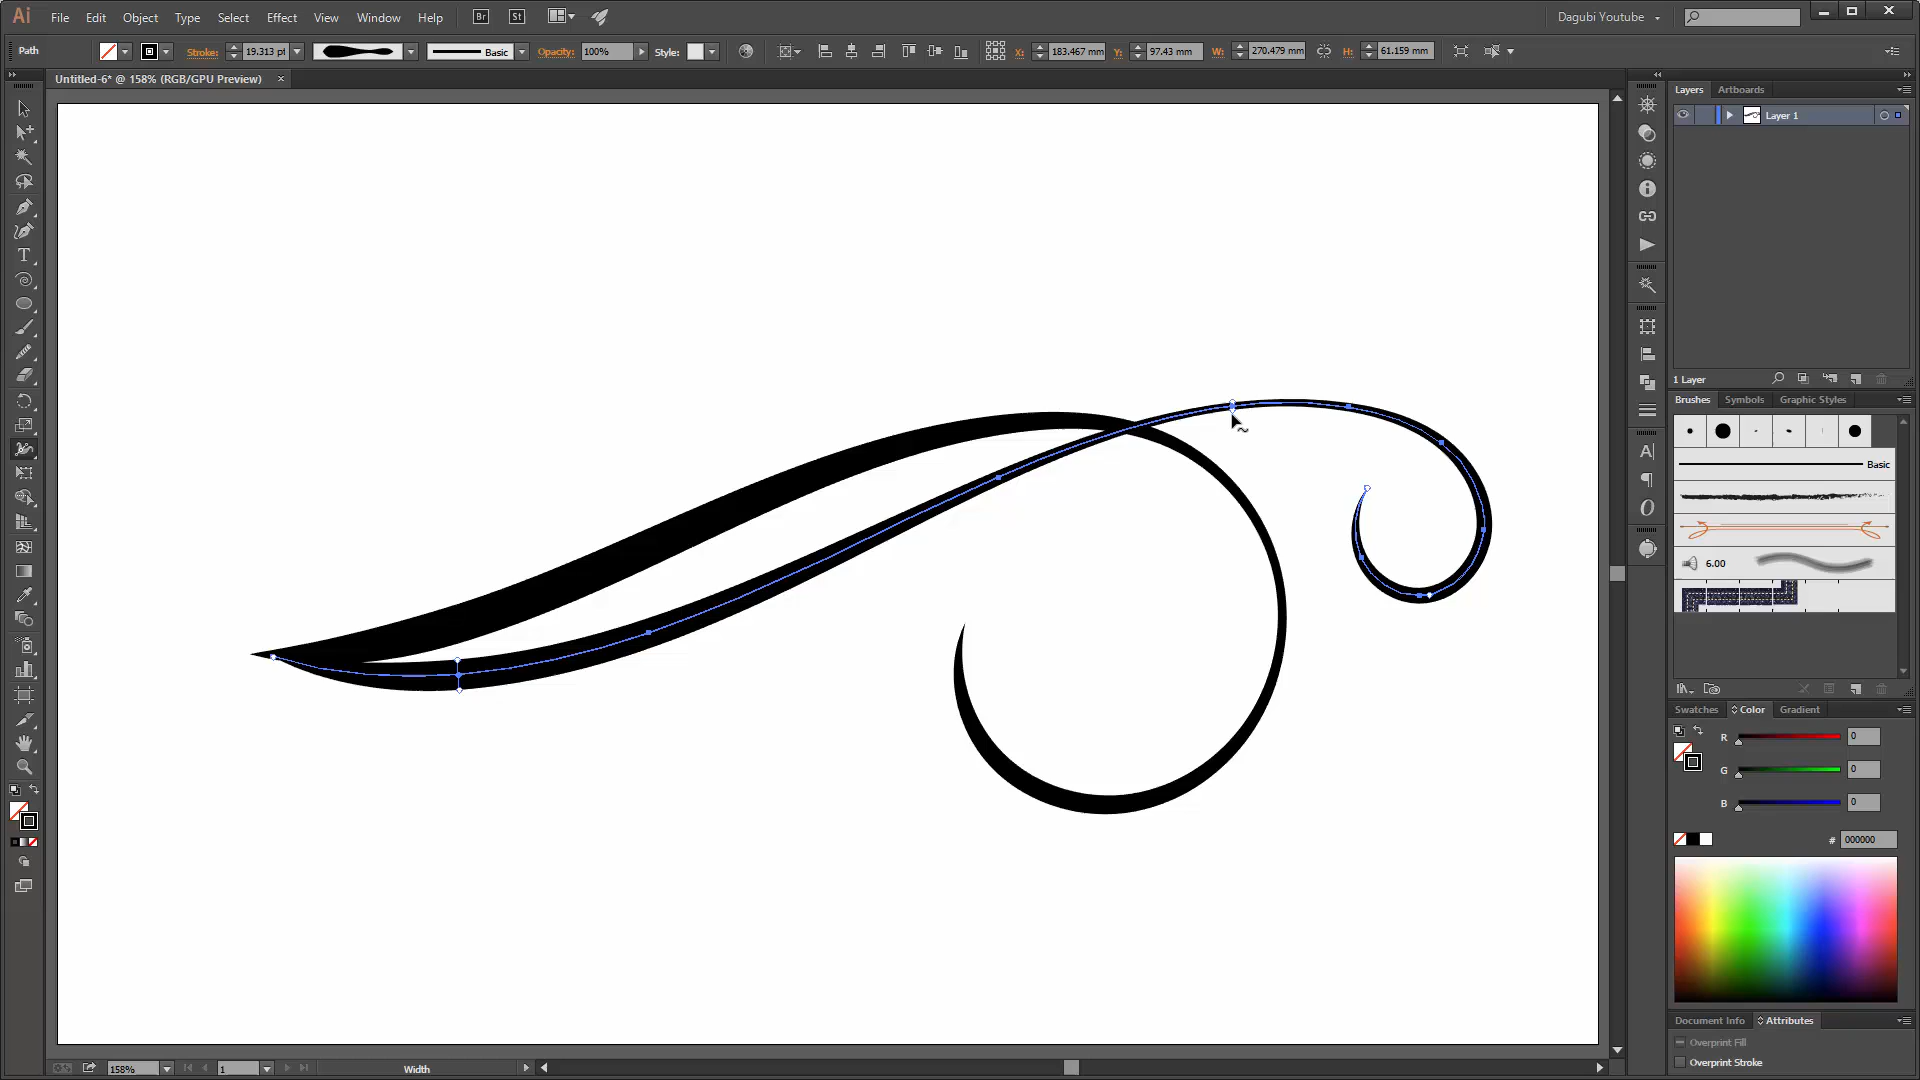 Ai File Edit Object Type Select Effect View Window Help Br St Dagubi Youtube
Path Stroke: 19.313 pt Basic Opacity: 100% Style: X: 183.467 mm Y: 97.43 mm W: 270.479 mm H: 61.159 mm
Untitled-6* @ 158% (RGB/GPU Preview)
Layers Artboards
Layer 1
1 Layer
Brushes Symbols Graphic Styles
Basic
6.00
Swatches Color Gradient
R 0
G 0
B 0
# 000000
Document Info Attributes
Overprint Fill
Overprint Stroke
158% 1 Width